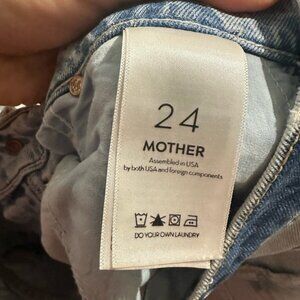 24
MOTHER
Assembled in USA
by both USA and foreign components
DO YOUR OWN LAUNDRY